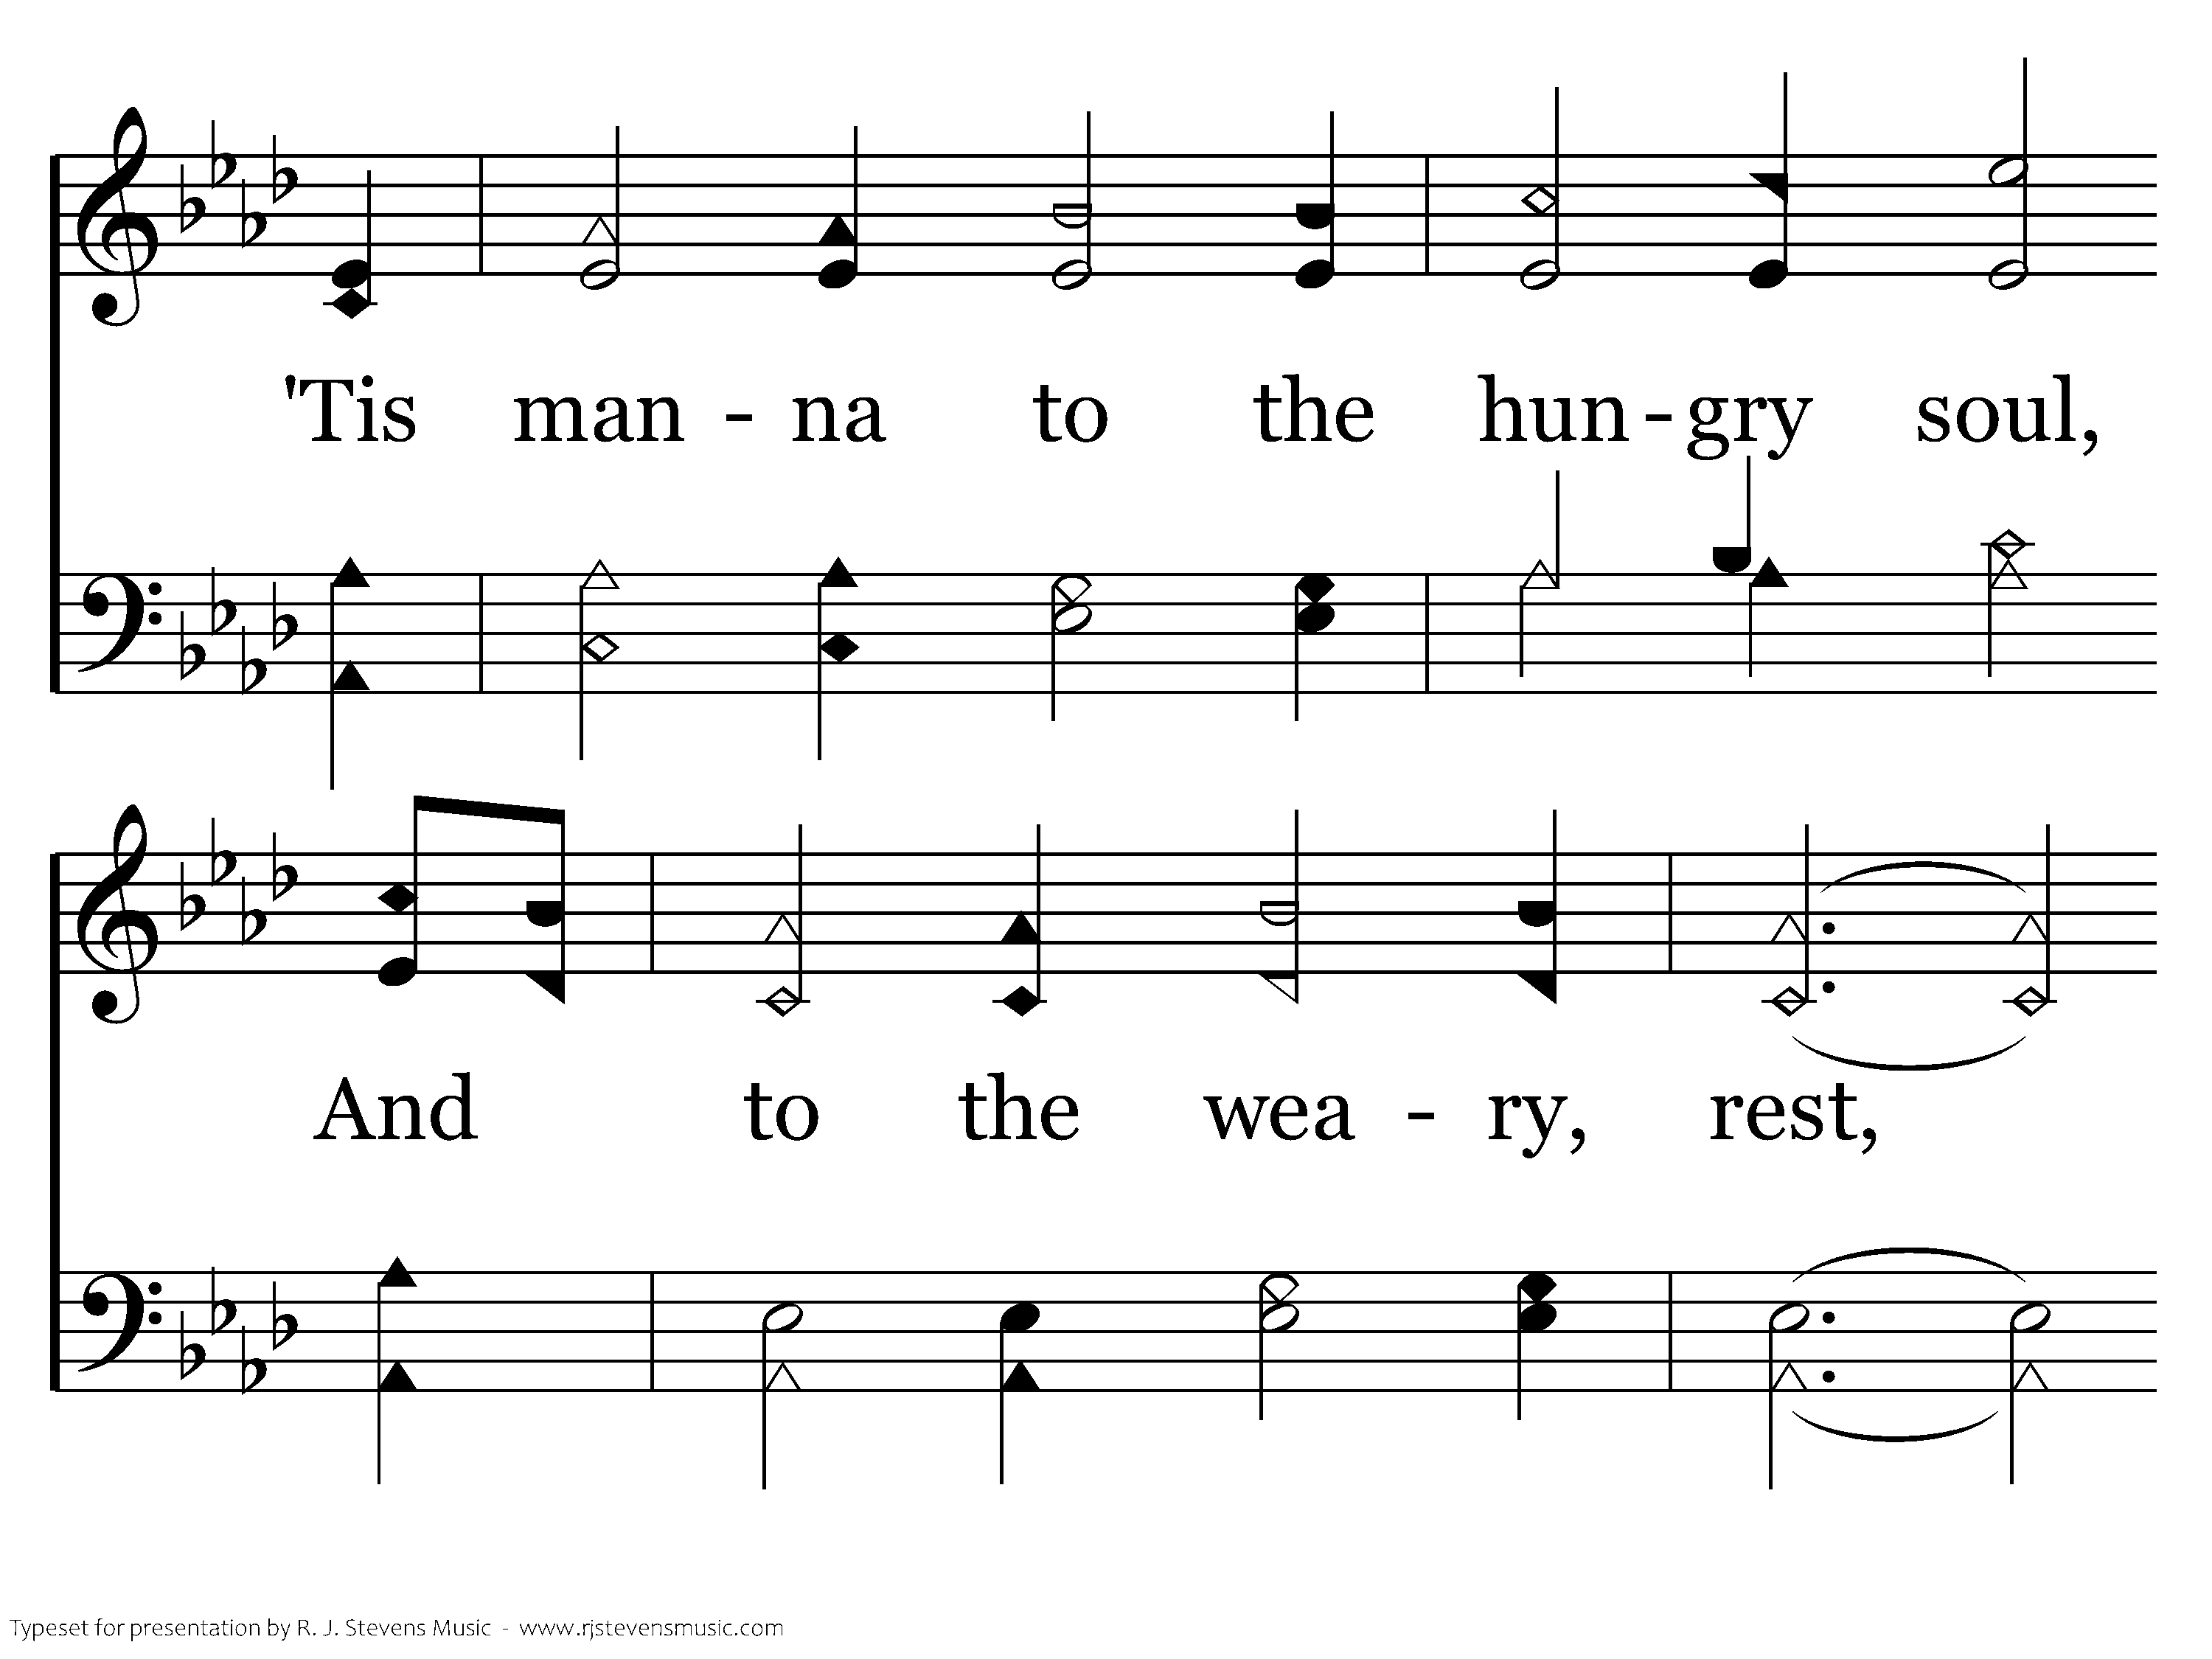 'Tis man - na to the hun - gry soul,
And to the wea - ry, rest,
Typeset for presentation by R. J. Stevens Music - www.rjstevensmusic.com